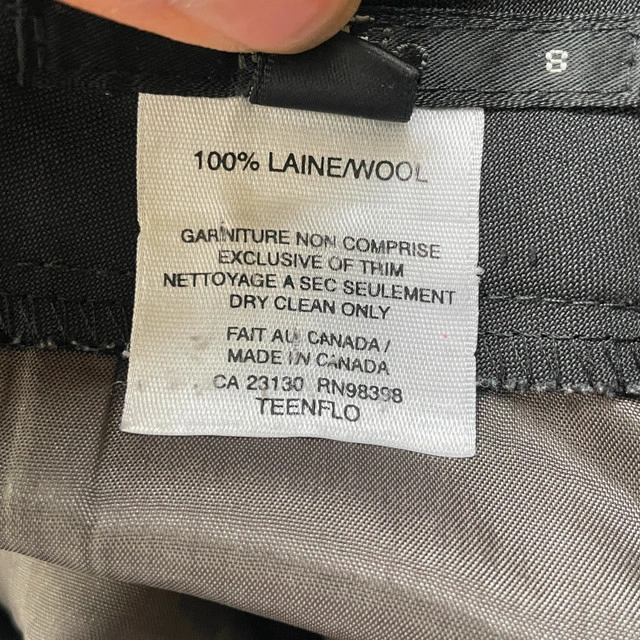 8
100% LAINE/WOOL
GARNITURE NON COMPRISE
EXCLUSIVE OF TRIM
NETTOYAGE A SEC SEULEMENT
DRY CLEAN ONLY
FAIT AU CANADA /
MADE IN CANADA
CA 23130 RN98398
TEENFLO